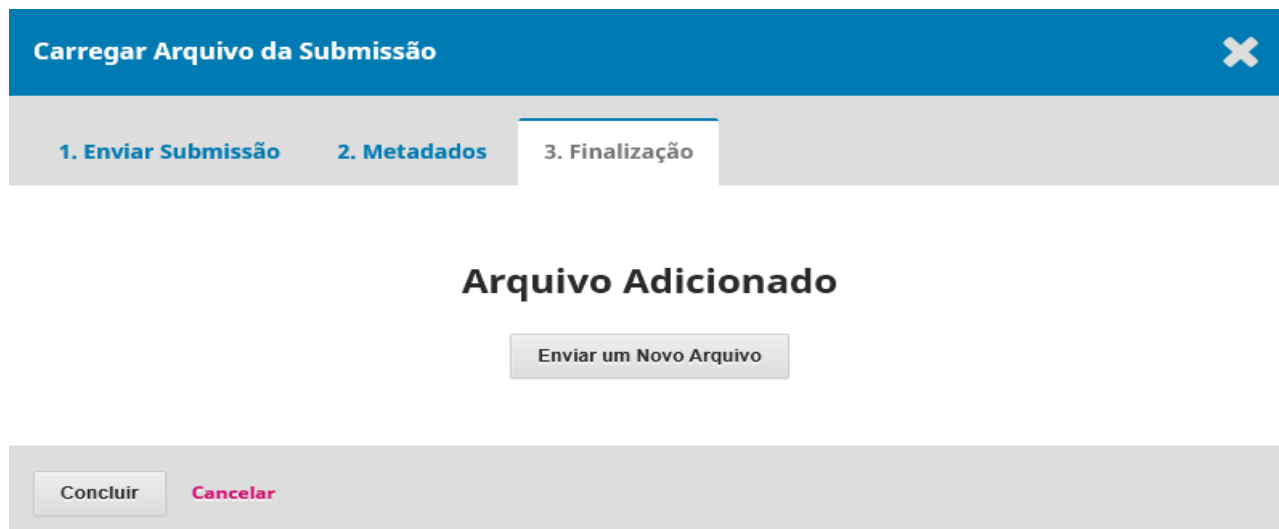 Carregar Arquivo da Submissão
1. Enviar Submissão 2. Metadados 3. Finalização
Arquivo Adicionado
Enviar um Novo Arquivo
Concluir Cancelar